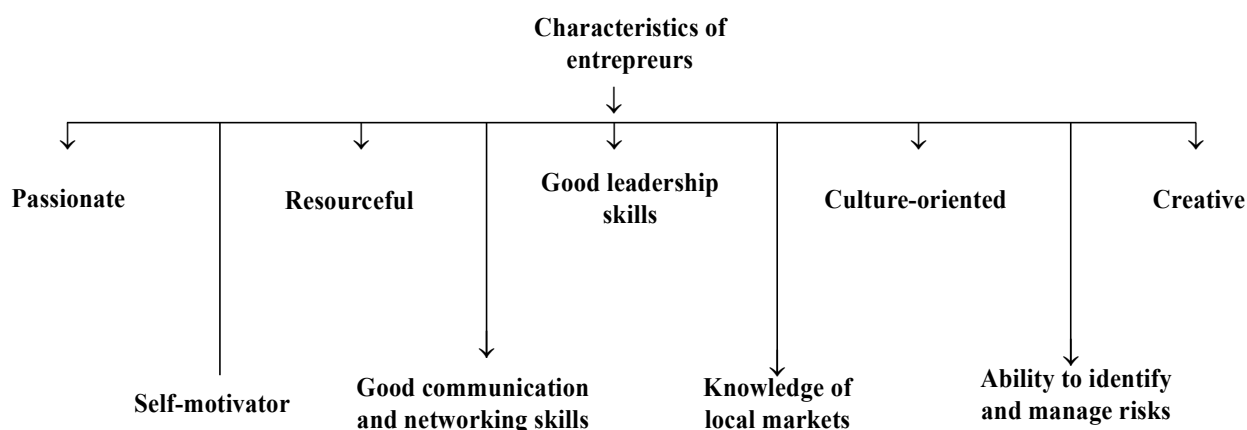 Characteristics of
entrepreurs
Passionate
Resourceful
Good leadership
skills
Culture-oriented
Creative
Self-motivator
Good communication
and networking skills
Knowledge of
local markets
Ability to identify
and manage risks